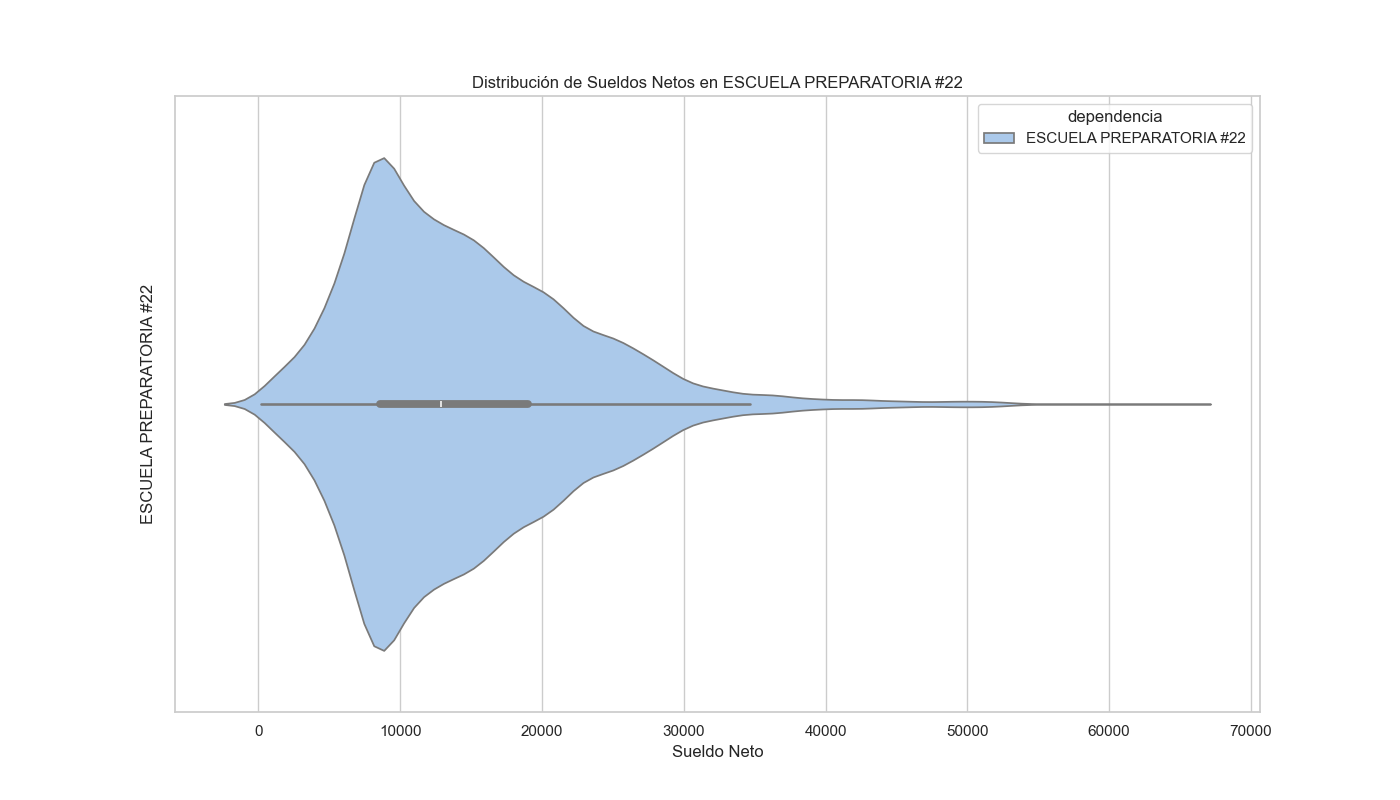 Distribución de Sueldos Netos en ESCUELA PREPARATORIA #22
dependencia
ESCUELA PREPARATORIA #22
ESCUELA PREPARATORIA #22
0 10000 20000 30000 40000 50000 60000 70000
Sueldo Neto